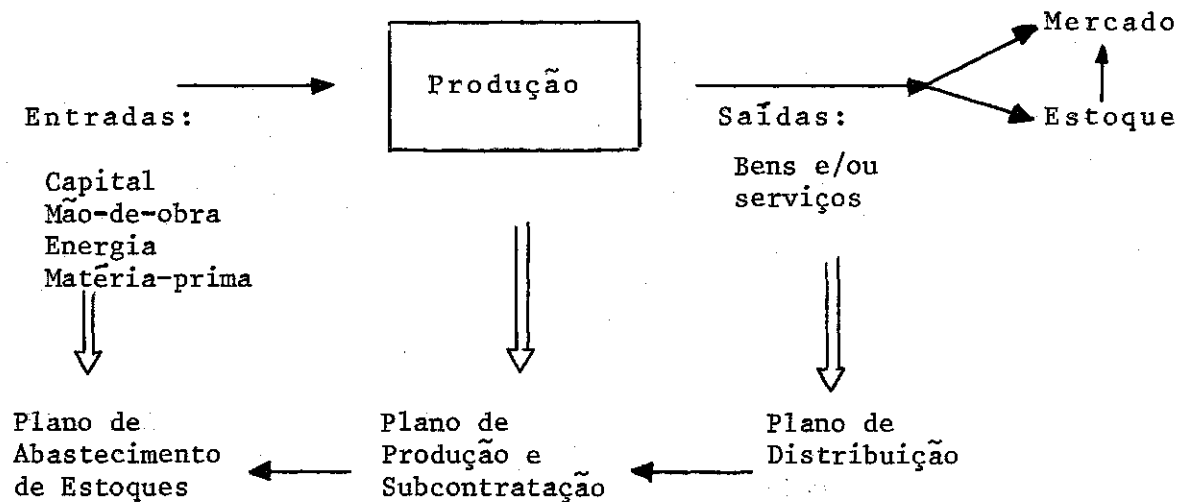 Mercado
Produção
Entradas:
Saídas:
Estoque
Bens e/ou
serviços
Capital
Mão-de-obra
Energia
Matéria-prima
Plano de
Abastecimento
de Estoques
Plano de
Produção e
Subcontratação
Plano de
Distribuição